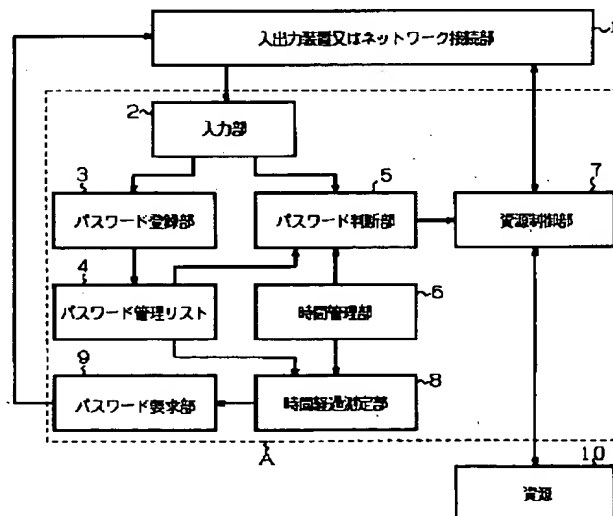 入出力装置又はネットワーク接続部
2
入力部
3
5
7
パスワード登録部
パスワード判断部
資源制御部
4
6
パスワード管理リスト
時間管理部
9
8
パスワード要求部
時間経過測定部
A
10
資源